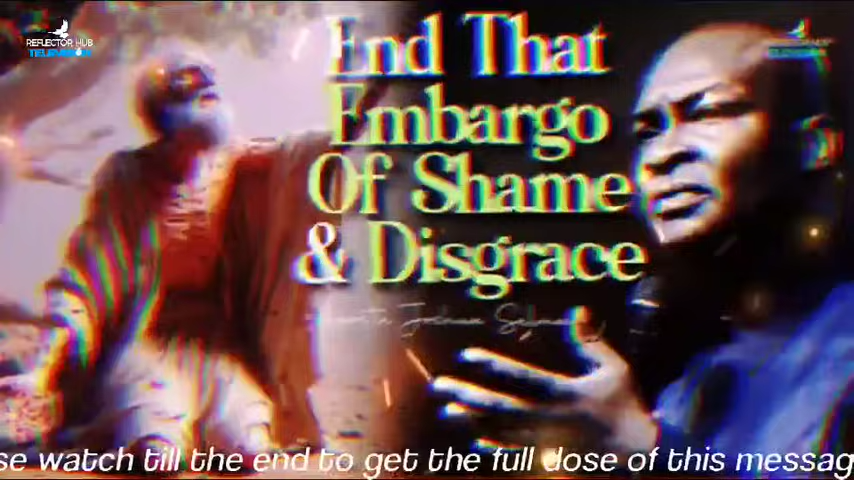 REFLECTOR HUB
TELEVISION
End That
Embargo
Of Shame
& Disgrace
se watch till the end to get the full dose of this messag